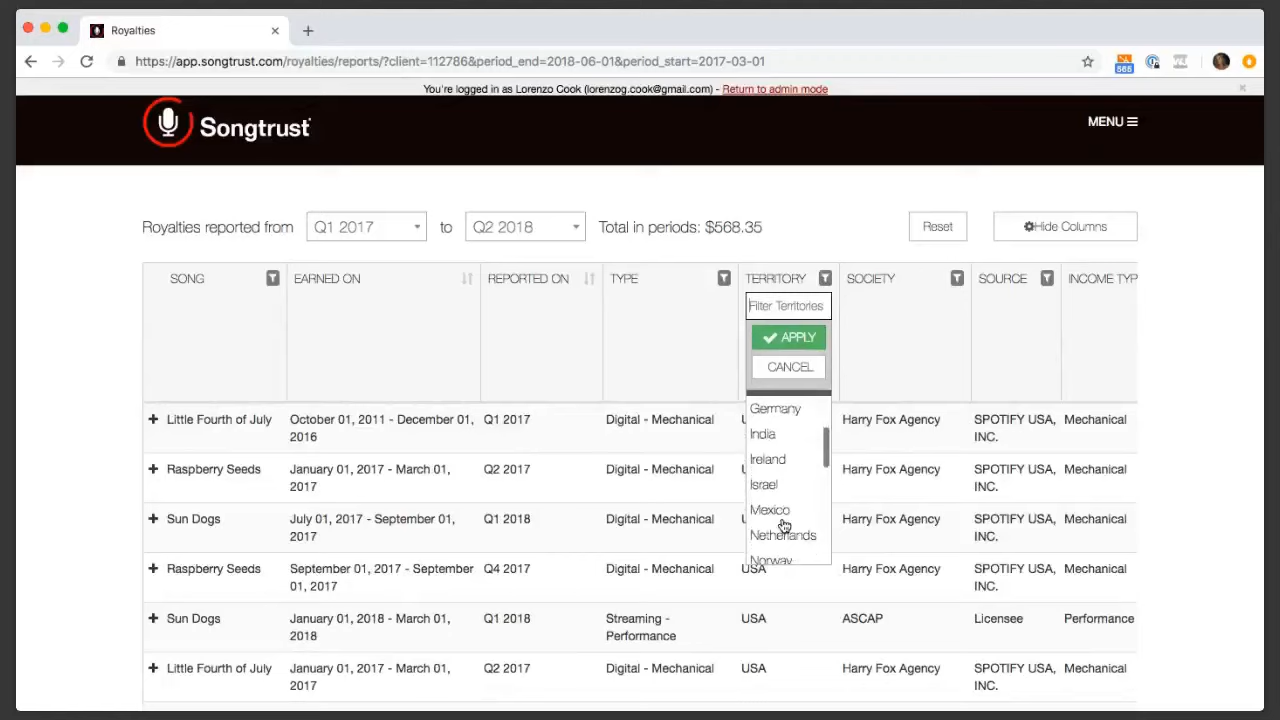 Royalties
https://app.songtrust.com/royalties/reports/?client=112786&period_end=2018-06-01&period_start=2017-03-01
565
You're logged in as Lorenzo Cook (lorenzog.cook@gmail.com) - Return to admin mode
Songtrust
MENU
Royalties reported from Q1 2017 to Q2 2018 Total in periods: $568.35 Reset Hide Columns
SONG EARNED ON REPORTED ON TYPE TERRITORY SOCIETY SOURCE INCOME TYP
Filter Territories
APPLY
CANCEL
Germany
India
Ireland
Israel
Mexico
Netherlands
Norway
Little Fourth of July October 01, 2011 - December 01, 2016 Q1 2017 Digital - Mechanical Harry Fox Agency SPOTIFY USA, INC. Mechanical
Raspberry Seeds January 01, 2017 - March 01, 2017 Q2 2017 Digital - Mechanical Harry Fox Agency SPOTIFY USA, INC. Mechanical
Sun Dogs July 01, 2017 - September 01, 2017 Q1 2018 Digital - Mechanical Harry Fox Agency SPOTIFY USA, INC. Mechanical
Raspberry Seeds September 01, 2017 - September 01, 2017 Q4 2017 Digital - Mechanical USA Harry Fox Agency SPOTIFY USA, INC. Mechanical
Sun Dogs January 01, 2018 - March 01, 2018 Q1 2018 Streaming - Performance USA ASCAP Licensee Performance
Little Fourth of July January 01, 2017 - March 01, 2017 Q2 2017 Digital - Mechanical USA Harry Fox Agency SPOTIFY USA, INC. Mechanical